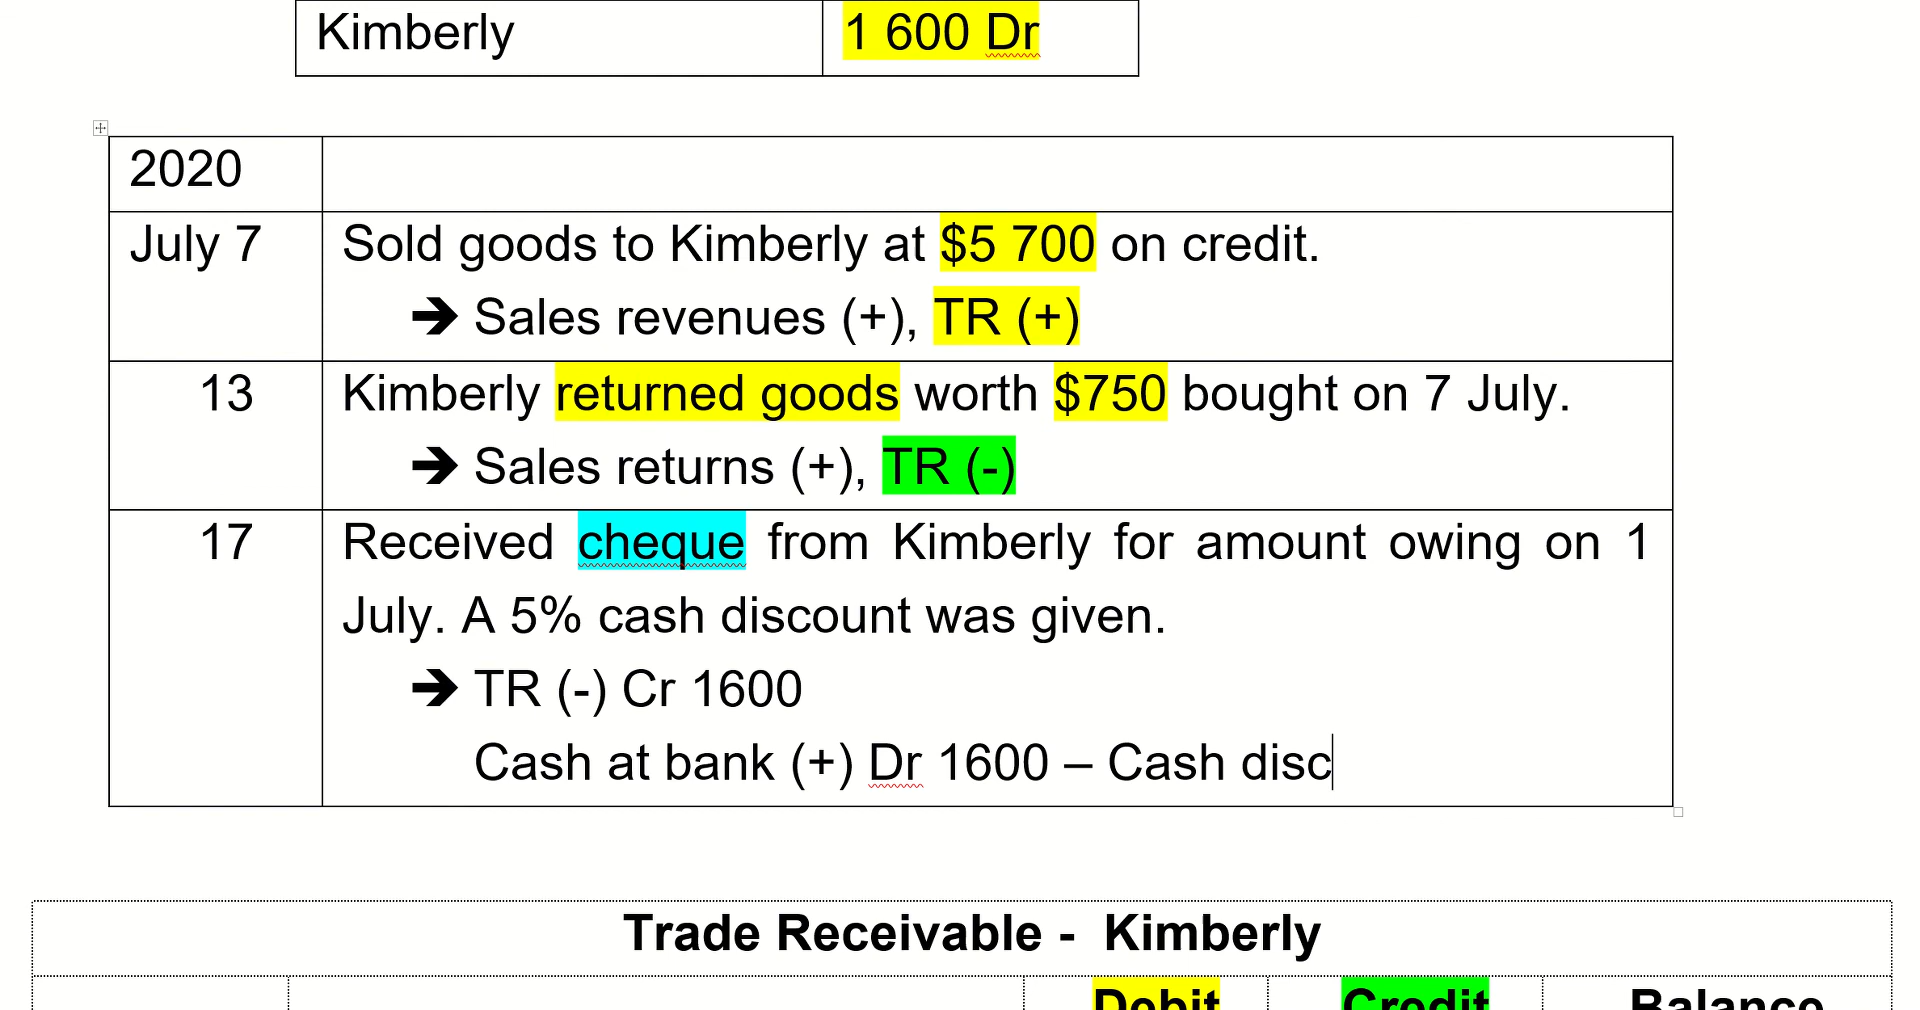 Kimberly 1 600 Dr
2020
July 7 Sold goods to Kimberly at $5 700 on credit.
➔ Sales revenues (+), TR (+)
13 Kimberly returned goods worth $750 bought on 7 July.
➔ Sales returns (+), TR (-)
17 Received cheque from Kimberly for amount owing on 1
July. A 5% cash discount was given.
➔ TR (-) Cr 1600
Cash at bank (+) Dr 1600 – Cash disc
Trade Receivable - Kimberly
Debit Credit Balance